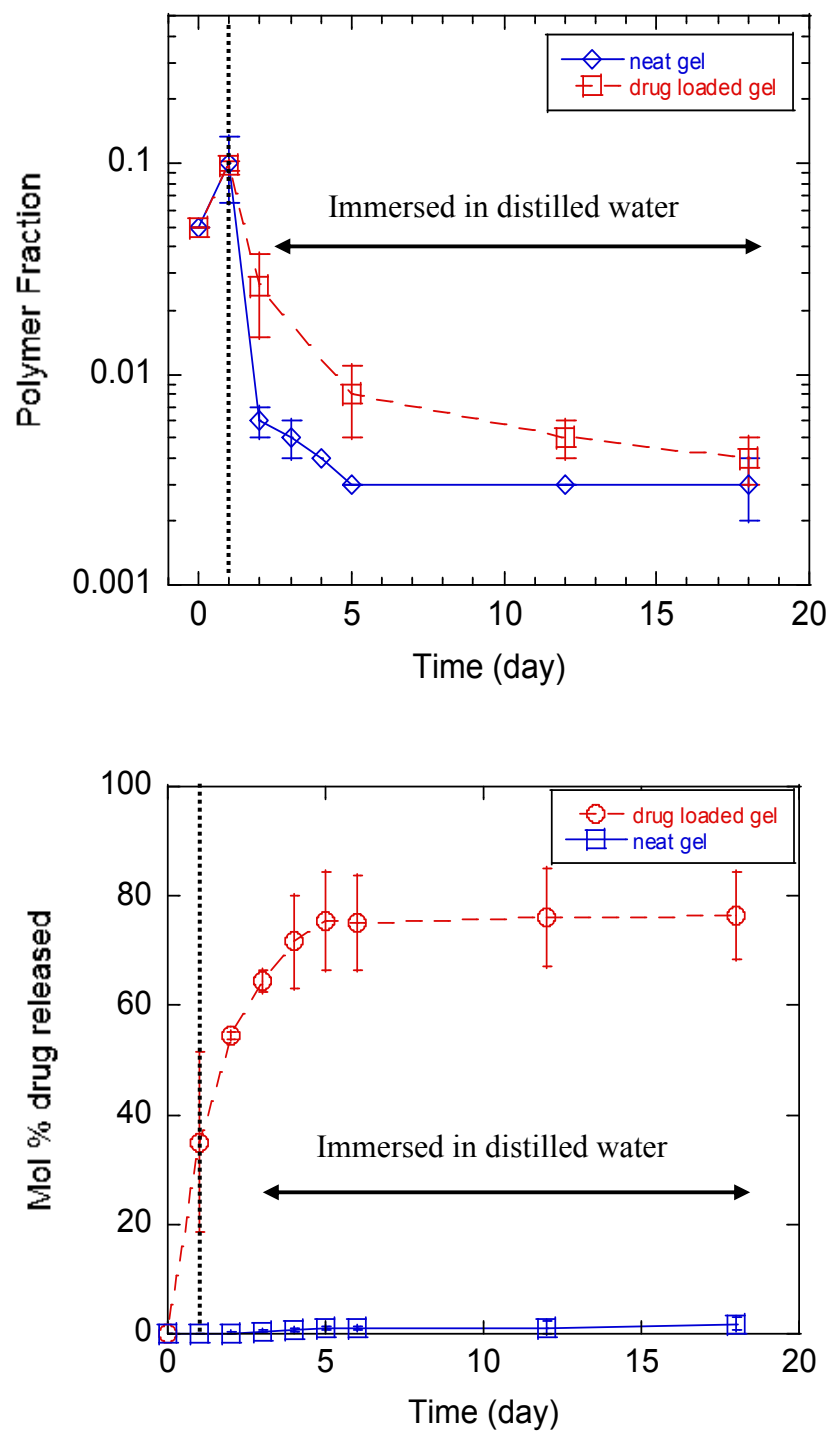 neat gel
drug loaded gel
0.1
Immersed in distilled water
Polymer Fraction
0.01
0.001
0 5 10 15 20
Time (day)
100
drug loaded gel
neat gel
80
60
Mol % drug released
40
Immersed in distilled water
20
0
0 5 10 15 20
Time (day)